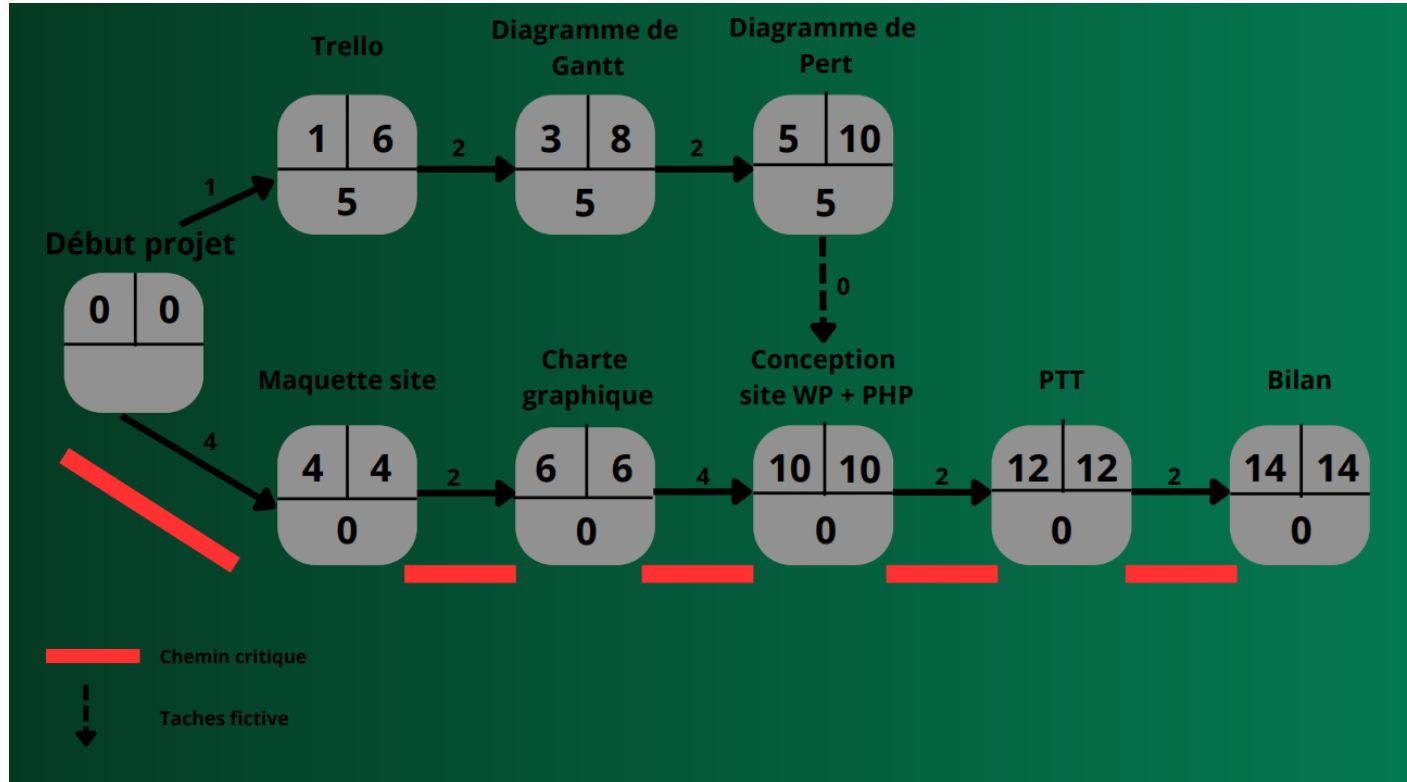 Trello
Diagramme de
Gantt
Diagramme de
Pert
1 6
5
2
3 8
5
2
5 10
5
1
Début projet
0 0
0
4
Maquette site
Charte
graphique
Conception
site WP + PHP
PTT
Bilan
4 4
0
2
6 6
0
4
10 10
0
2
12 12
0
2
14 14
0
Chemin critique
Taches fictive